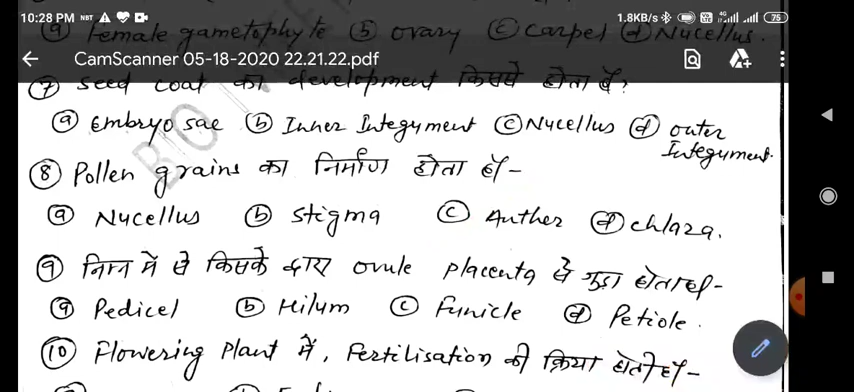 10:28 PM NBT 1.8KB/s 4G 75
ⓐ Female gametophyte ⓑ ovary ⓒ Carpel ⓓ Nucellus.
CamScanner 05-18-2020 22.21.22.pdf
⑦ Seed coat का development किससे होता है?
ⓐ Embryo sac ⓑ Inner Integument ⓒ Nucellus ⓓ outer
Integument.
⑧ Pollen grains का निर्माण होता है -
ⓐ Nucellus ⓑ Stigma ⓒ Anther ⓓ Chlaza.
⑨ निम्न में से किसके द्वारा ovule placenta से जुड़ा होता है -
ⓐ Pedicel ⓑ Hilum ⓒ Funicle ⓓ Petiole.
⑩ Flowering Plant में, Fertilisation की क्रिया होती है -